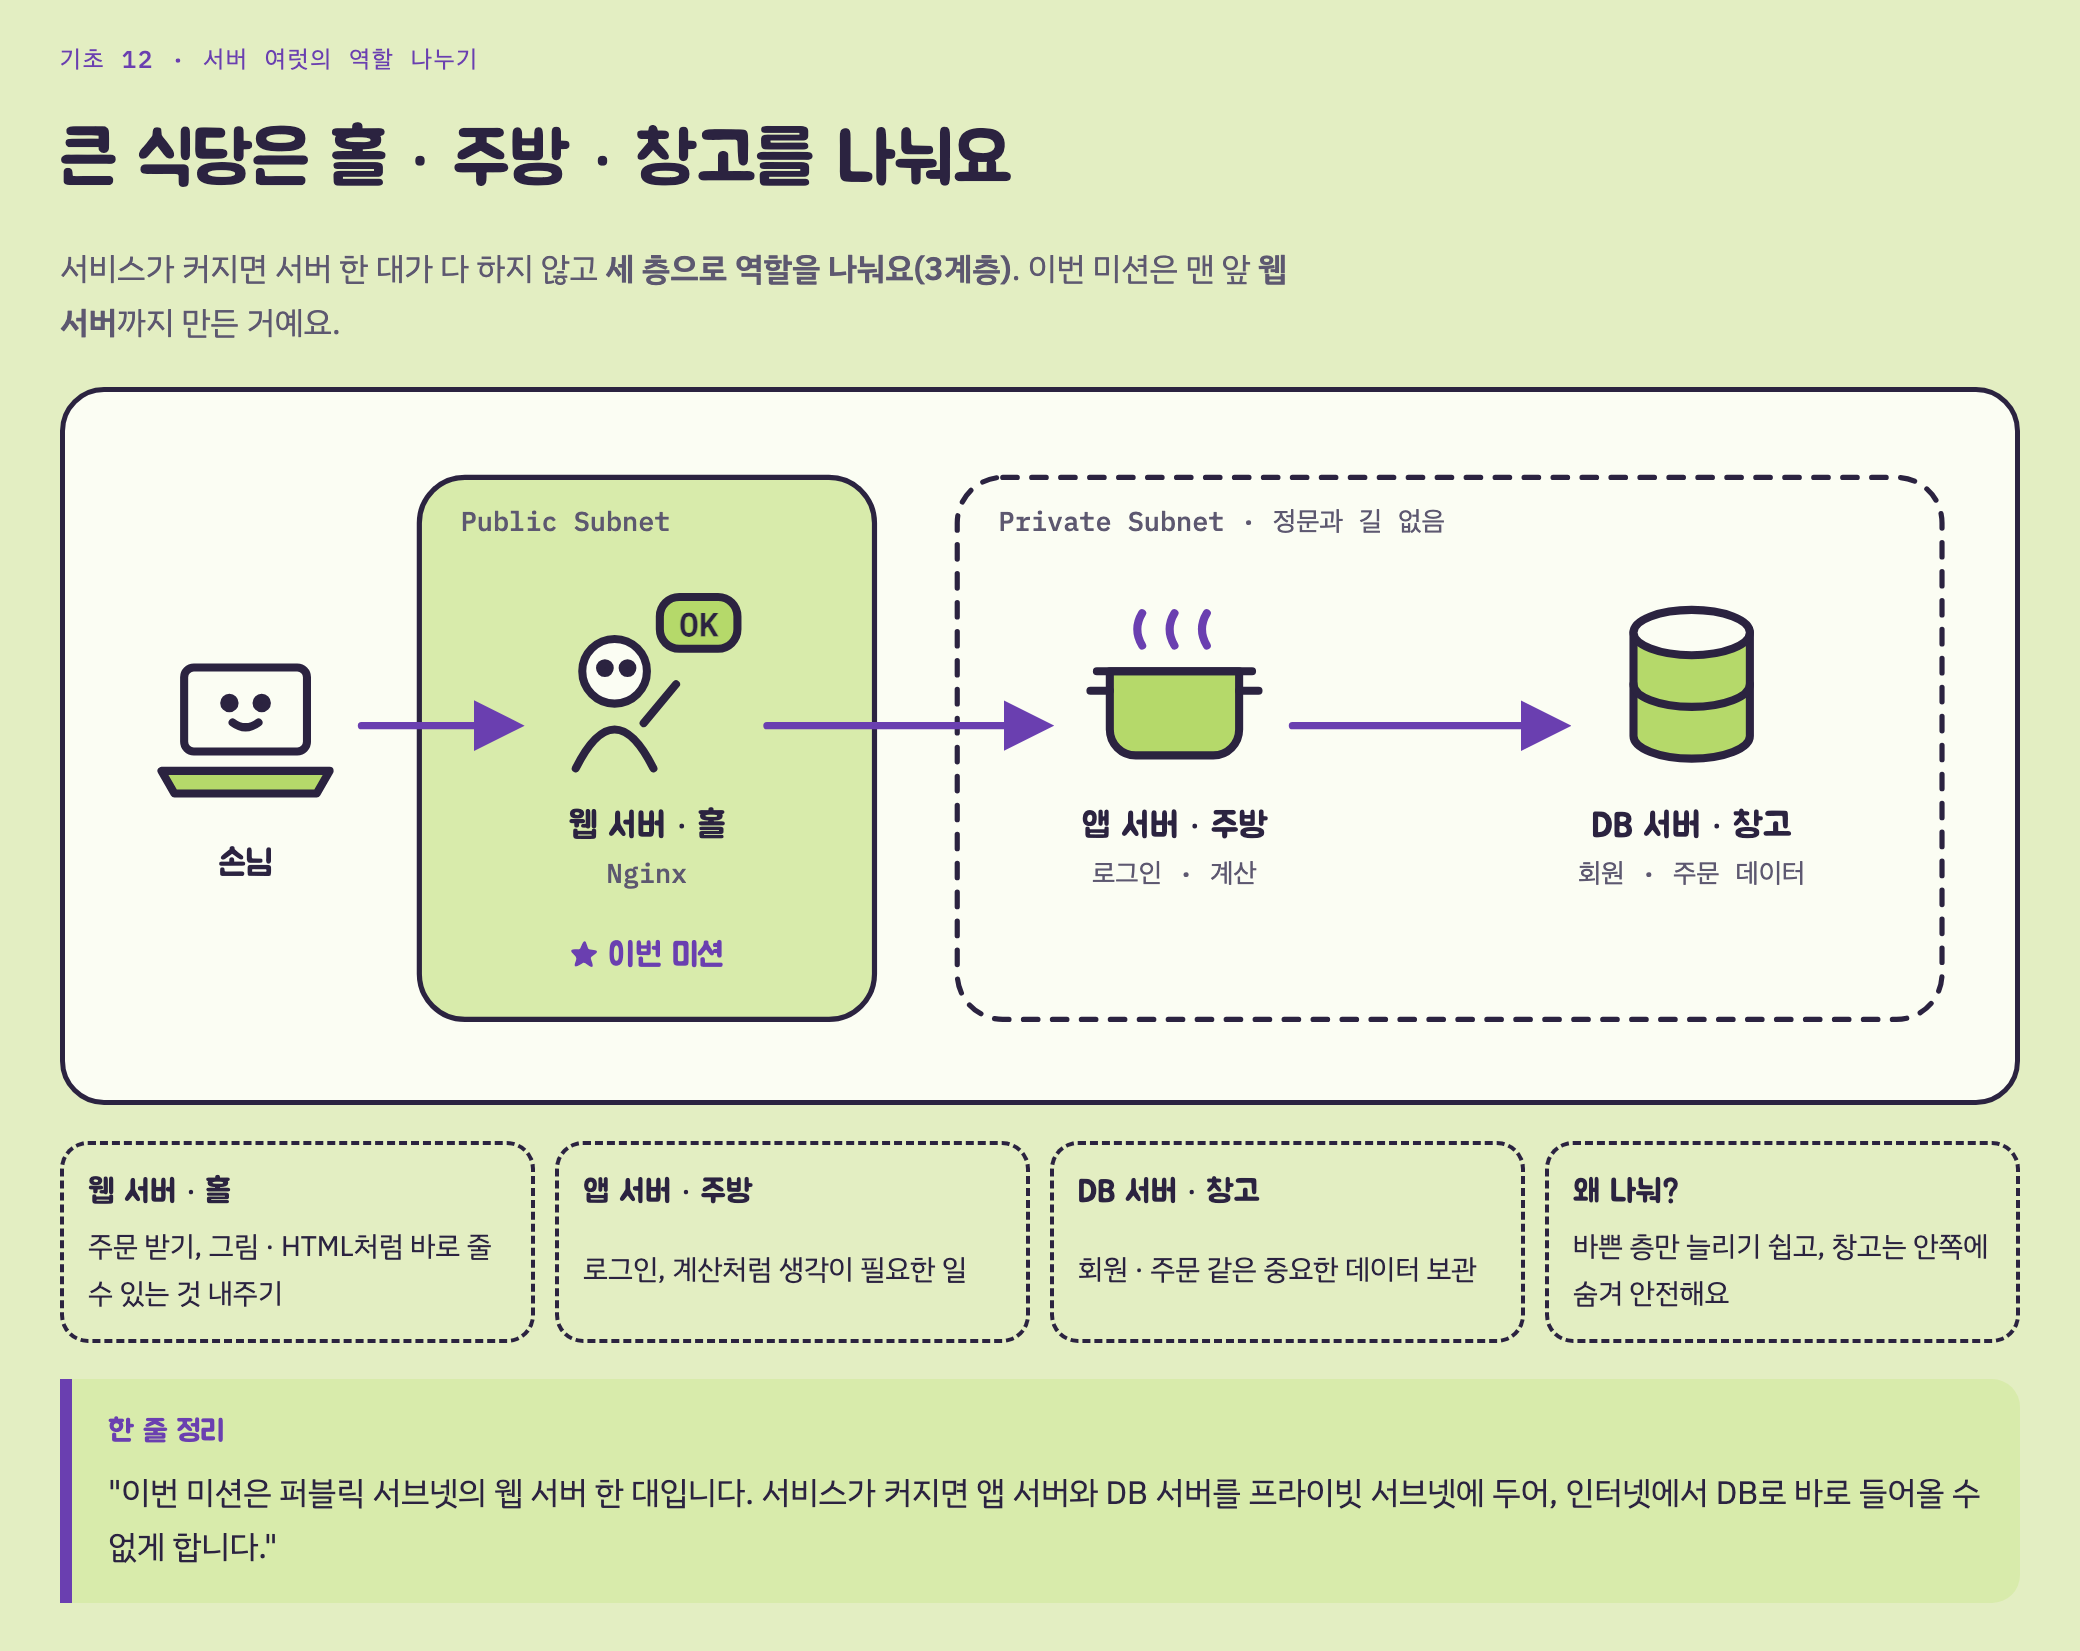 기초 12 · 서버 여럿의 역할 나누기
큰 식당은 홀 · 주방 · 창고를 나눠요
서비스가 커지면 서버 한 대가 다 하지 않고 세 층으로 역할을 나눠요(3계층). 이번 미션은 맨 앞 웹
서버까지 만든 거예요.
Public Subnet
Private Subnet · 정문과 길 없음
OK
손님
웹 서버 · 홀
Nginx
★ 이번 미션
앱 서버 · 주방
로그인 · 계산
DB 서버 · 창고
회원 · 주문 데이터
웹 서버 · 홀
주문 받기, 그림 · HTML처럼 바로 줄
수 있는 것 내주기
앱 서버 · 주방
로그인, 계산처럼 생각이 필요한 일
DB 서버 · 창고
회원 · 주문 같은 중요한 데이터 보관
왜 나눠?
바쁜 층만 늘리기 쉽고, 창고는 안쪽에
숨겨 안전해요
한 줄 정리
"이번 미션은 퍼블릭 서브넷의 웹 서버 한 대입니다. 서비스가 커지면 앱 서버와 DB 서버를 프라이빗 서브넷에 두어, 인터넷에서 DB로 바로 들어올 수
없게 합니다."